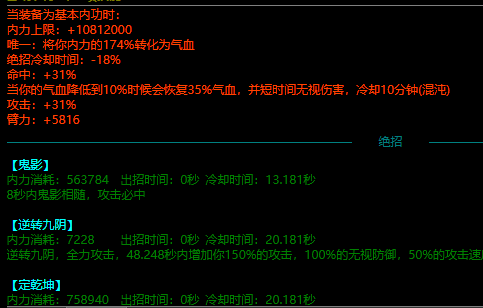 当装备为基本内功时：
内力上限：+10812000
唯一：将你内力的174%转化为气血
绝招冷却时间：-18%
命中：+31%
当你的气血降低到10%时候会恢复35%气血，并短时间无视伤害，冷却10分钟(混沌)
攻击：+31%
臂力：+5816
绝招
【鬼影】
内力消耗：563784 出招时间：0秒 冷却时间：13.181秒
8秒内鬼影相随，攻击必中
【逆转九阴】
内力消耗：7228 出招时间：0秒 冷却时间：20.181秒
逆转九阴，全力攻击，48.248秒内增加你150%的攻击，100%的无视防御，50%的攻击速
【定乾坤】
内力消耗：758940 出招时间：0秒 冷却时间：20.181秒